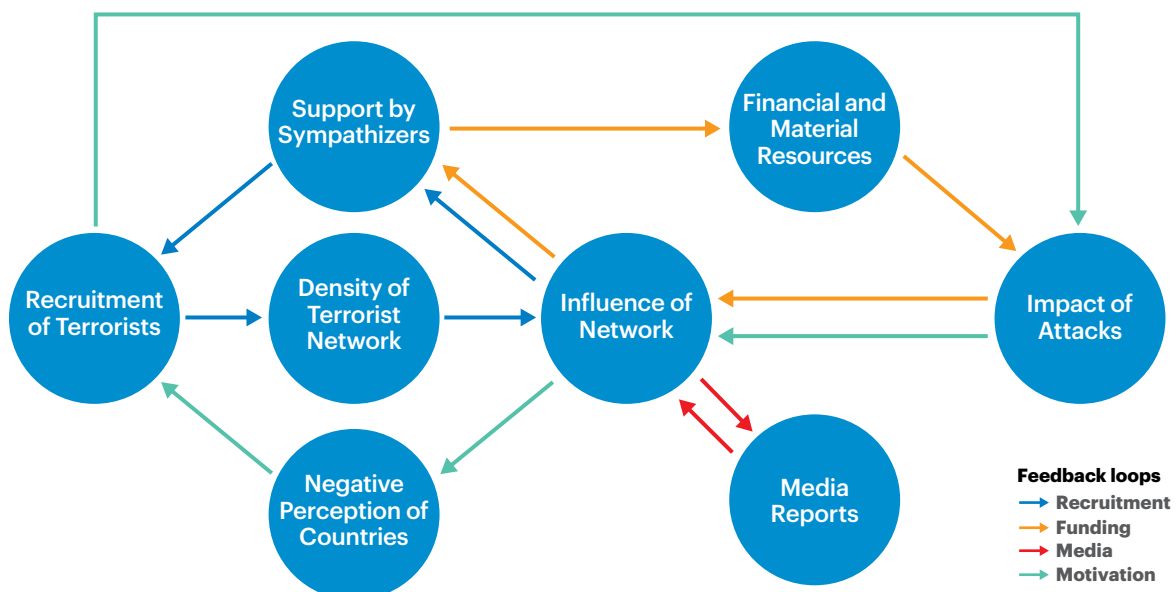 Support by
Sympathizers
Financial and
Material
Resources
Recruitment
of Terrorists
Density of
Terrorist
Network
Influence of
Network
Impact of
Attacks
Negative
Perception of
Countries
Media
Reports
Feedback loops
Recruitment
Funding
Media
Motivation